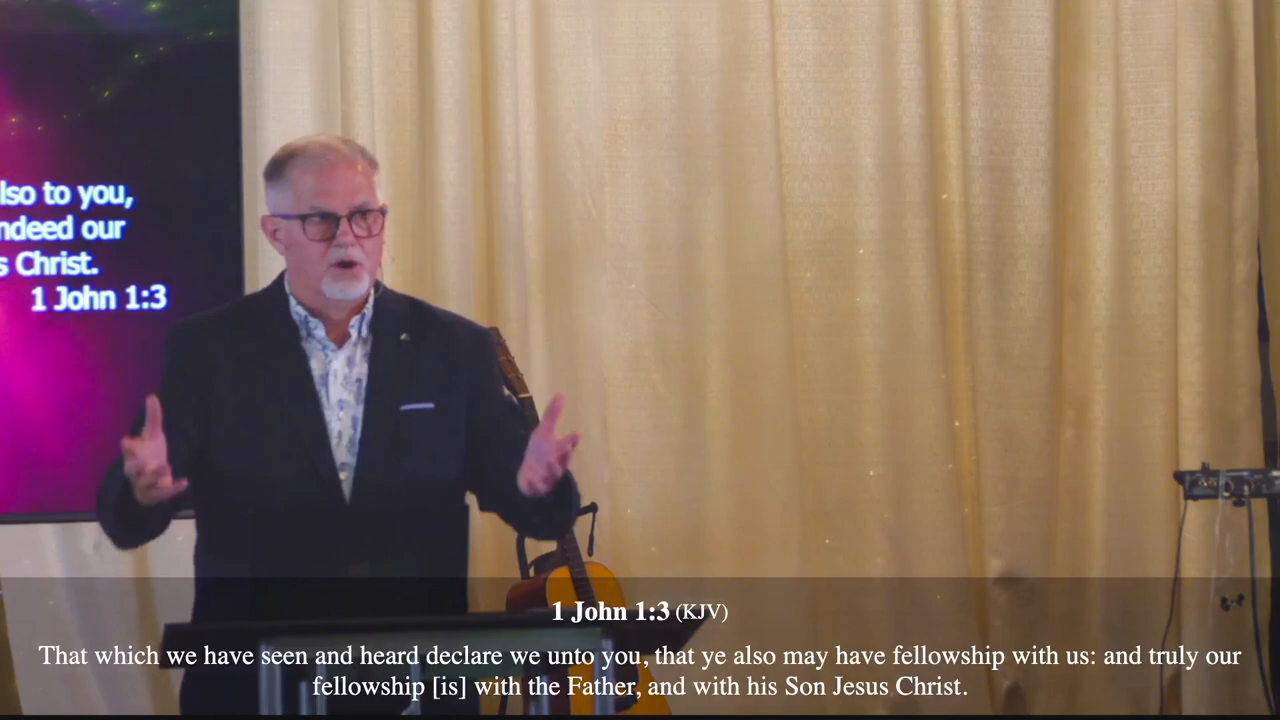 lso to you,
ndeed our
s Christ.
1 John 1:3
1 John 1:3 (KJV)
That which we have seen and heard declare we unto you, that ye also may have fellowship with us: and truly our
fellowship [is] with the Father, and with his Son Jesus Christ.